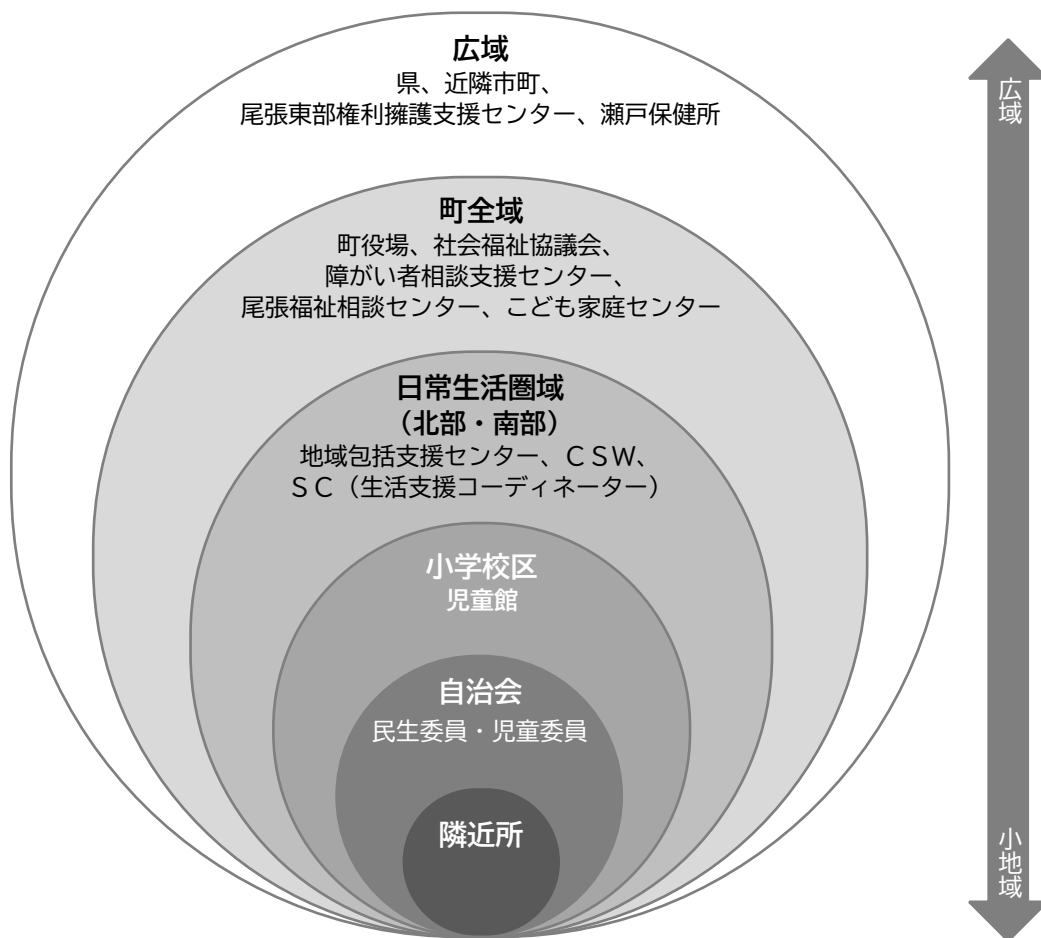 広域
県、近隣市町、
尾張東部権利擁護支援センター、瀬戸保健所
町全域
町役場、社会福祉協議会、
障がい者相談支援センター、
尾張福祉相談センター、こども家庭センター
日常生活圏域
（北部・南部）
地域包括支援センター、ＣＳＷ、
ＳＣ（生活支援コーディネーター）
小学校区
児童館
自治会
民生委員・児童委員
隣近所
広域
小地域